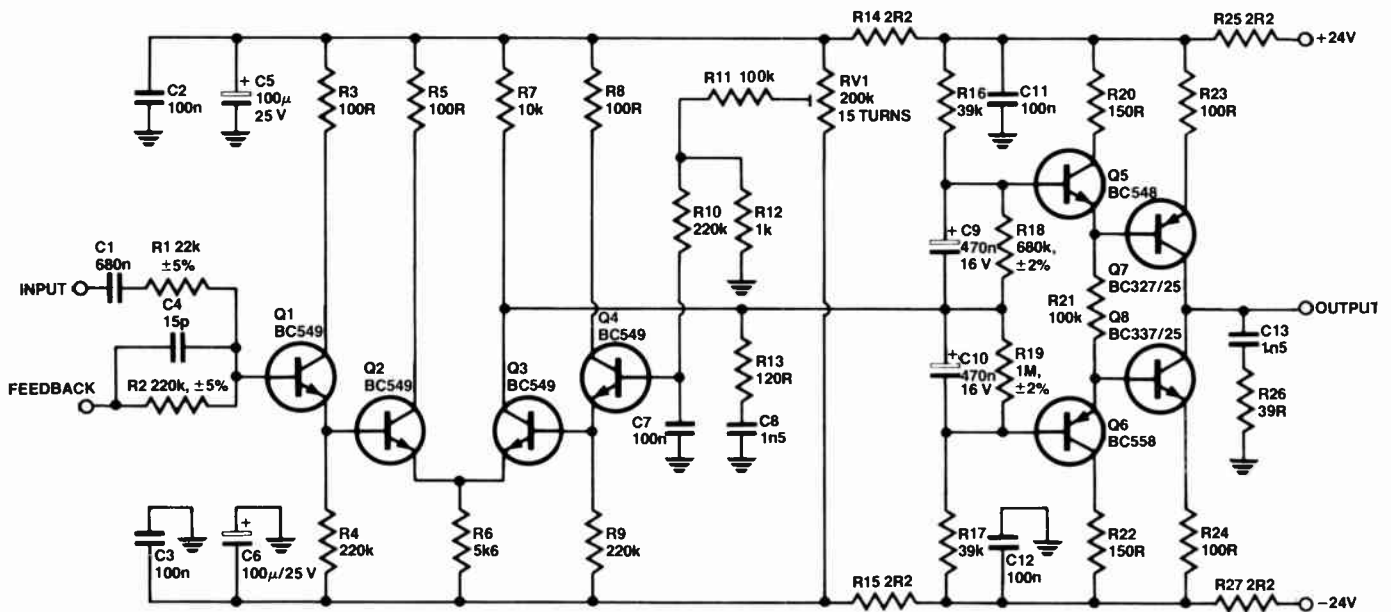 R14 2R2
R25 2R2
+24V
C2
100n
+ C5
100μ
25 V
R3
100R
R5
100R
R7
10k
R8
100R
R11 100k
RV1
200k
15 TURNS
R16
39k
C11
100n
R20
150R
R23
100R
Q5
BC548
R10
220k
R12
1k
+ C9
470n
16 V
R18
680k,
±2%
C1
680n
R1 22k
±5%
INPUT
C4
15p
Q7
BC327/25
R21
100k
Q8
BC337/25
OUTPUT
Q1
BC549
Q4
BC549
C13
1n5
FEEDBACK
R2 220k, ±5%
Q2
BC549
Q3
BC549
R13
120R
+ C10
470n
16 V
R19
1M,
±2%
R26
39R
C7
100n
C8
1n5
Q6
BC558
C3
100n
+
C6
100μ/25 V
R4
220k
R6
5k6
R9
220k
R17
39k
C12
100n
R22
150R
R24
100R
R15 2R2
R27 2R2
−24V